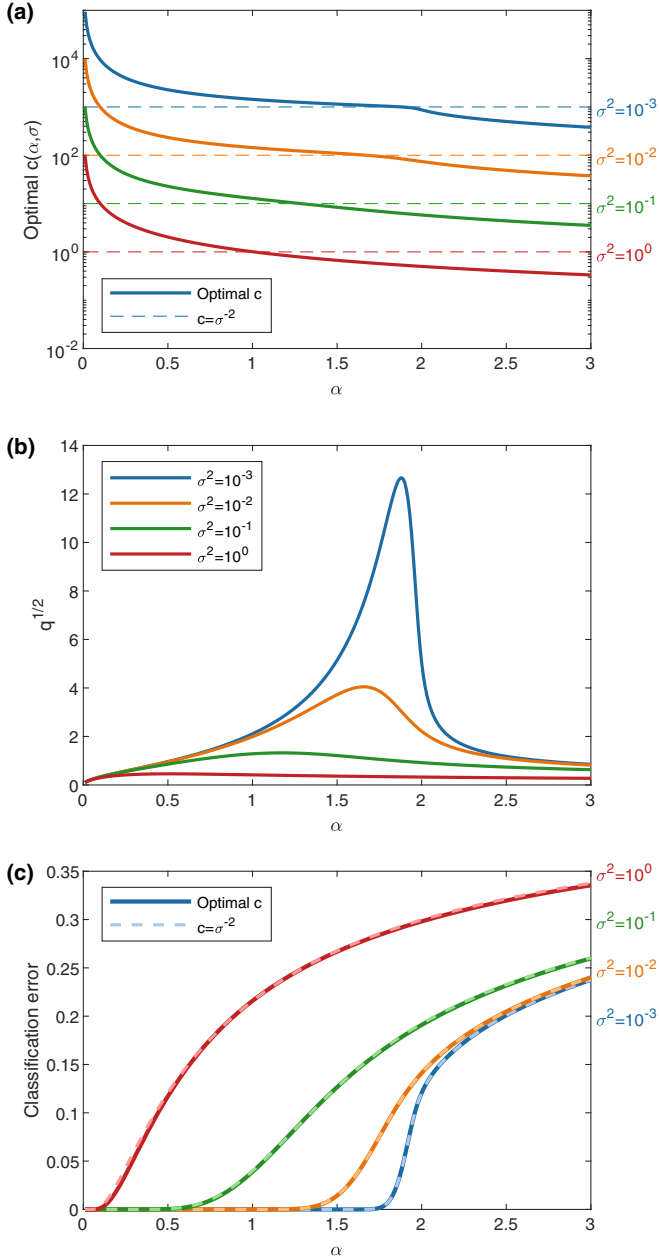 (a)
10^4
10^2
10^0
10^-2
Optimal c(α,σ)
σ^2=10^-3
σ^2=10^-2
σ^2=10^-1
σ^2=10^0
Optimal c
c=σ^-2
0 0.5 1 1.5 2 2.5 3
α
(b)
14
12
10
8
6
4
2
0
q^1/2
σ^2=10^-3
σ^2=10^-2
σ^2=10^-1
σ^2=10^0
0 0.5 1 1.5 2 2.5 3
α
(c)
0.35
0.3
0.25
0.2
0.15
0.1
0.05
0
Classification error
Optimal c
c=σ^-2
σ^2=10^0
σ^2=10^-1
σ^2=10^-2
σ^2=10^-3
0 0.5 1 1.5 2 2.5 3
α